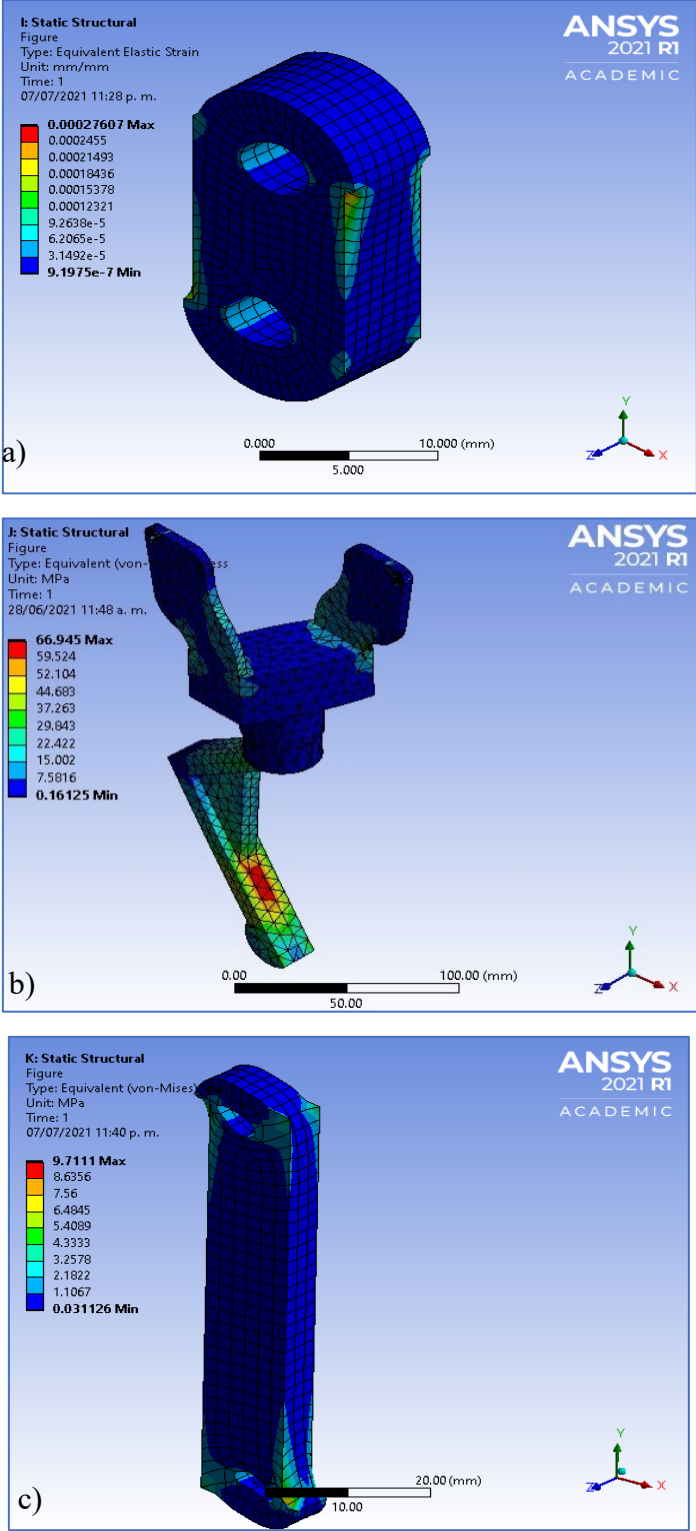 I: Static Structural
Figure
Type: Equivalent Elastic Strain
Unit: mm/mm
Time: 1
07/07/2021 11:28 p. m.
0.00027607 Max
0.0002455
0.00021493
0.00018436
0.00015378
0.00012321
9.2638e-5
6.2065e-5
3.1492e-5
9.1975e-7 Min
ANSYS
2021 R1
ACADEMIC
0.000
10.000 (mm)
5.000
Y
Z
X
a)
J: Static Structural
Figure
Type: Equivalent (von- ess
Unit: MPa
Time: 1
28/06/2021 11:48 a. m.
66.945 Max
59.524
52.104
44.683
37.263
29.843
22.422
15.002
7.5816
0.16125 Min
ANSYS
2021 R1
ACADEMIC
0.00
100.00 (mm)
50.00
Y
Z
X
b)
K: Static Structural
Figure
Type: Equivalent (von-Mises)
Unit: MPa
Time: 1
07/07/2021 11:40 p. m.
9.7111 Max
8.6356
7.56
6.4845
5.4089
4.3333
3.2578
2.1822
1.1067
0.031126 Min
ANSYS
2021 R1
ACADEMIC
20.00 (mm)
10.00
Y
Z
X
c)